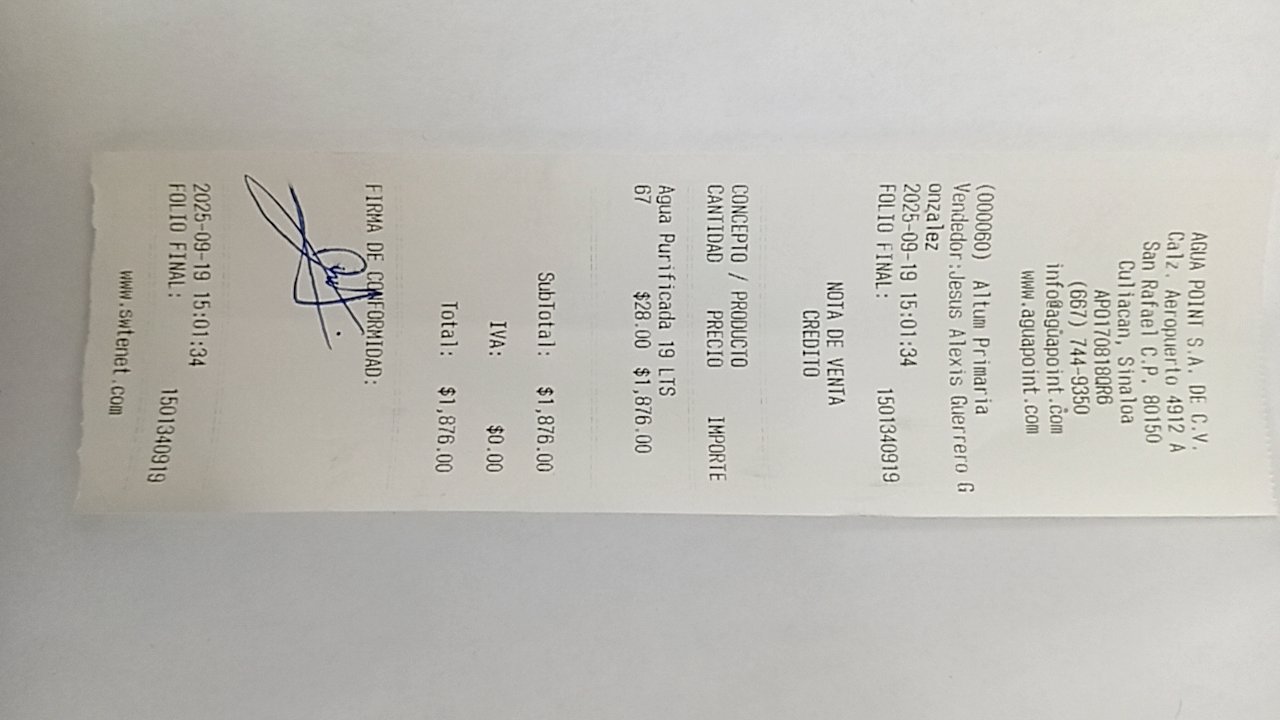 AGUA POINT S.A. DE C.V.
Calz. Aeropuerto 4912 A
San Rafael C.P. 80150
Culiacan, Sinaloa
APO170818QR6
(667) 744-9350
info@aguapoint.com
www.aguapoint.com
(000060) Altum Primaria
Vendedor:Jesus Alexis Guerrero G
onzalez
2025-09-19 15:01:34
FOLIO FINAL: 1501340919
NOTA DE VENTA
CREDITO
CONCEPTO / PRODUCTO
CANTIDAD PRECIO IMPORTE
Agua Purificada 19 LTS
67 $28.00 $1,876.00
SubTotal: $1,876.00
IVA: $0.00
Total: $1,876.00
FIRMA DE CONFORMIDAD:
2025-09-19 15:01:34
FOLIO FINAL:
1501340919
www.swtenet.com